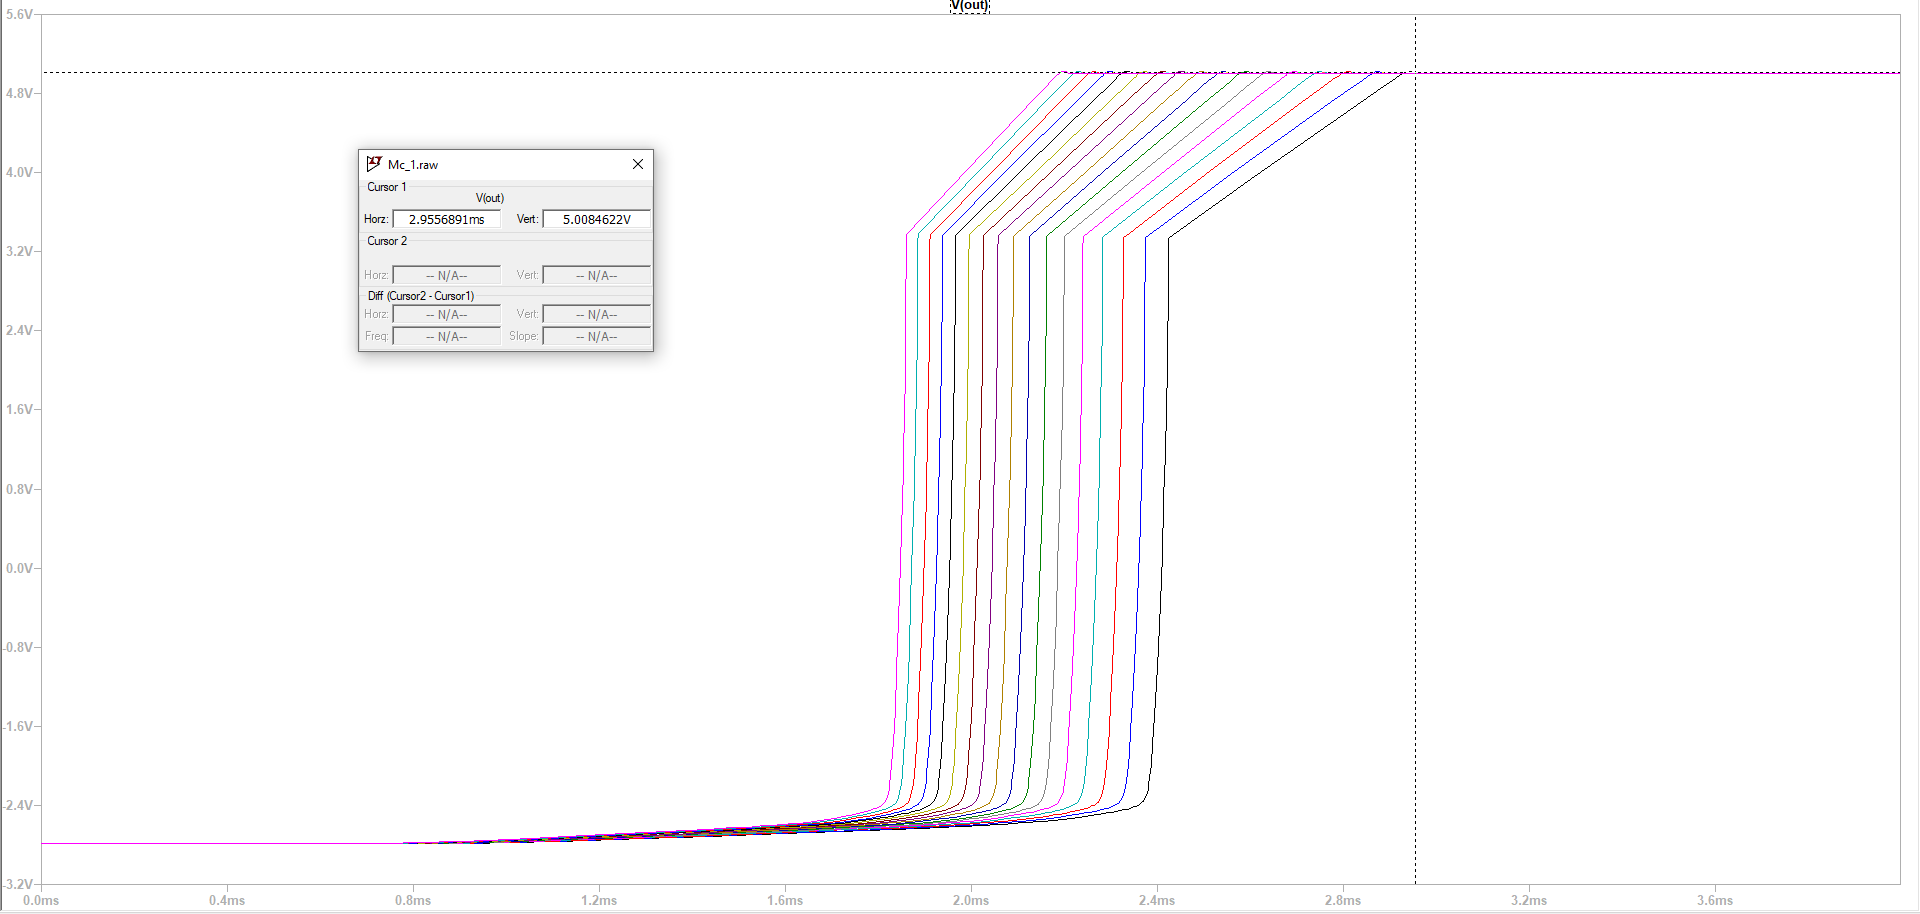 V(out)
5.6V
4.8V
4.0V
3.2V
2.4V
1.6V
0.8V
0.0V
-0.8V
-1.6V
-2.4V
-3.2V
Mc_1.raw
Cursor 1
V(out)
Horz: 2.9556891ms Vert: 5.0084622V
Cursor 2
Horz: -- N/A-- Vert: -- N/A--
Diff (Cursor2 - Cursor1)
Horz: -- N/A-- Vert: -- N/A--
Freq: -- N/A-- Slope: -- N/A--
0.0ms 0.4ms 0.8ms 1.2ms 1.6ms 2.0ms 2.4ms 2.8ms 3.2ms 3.6ms